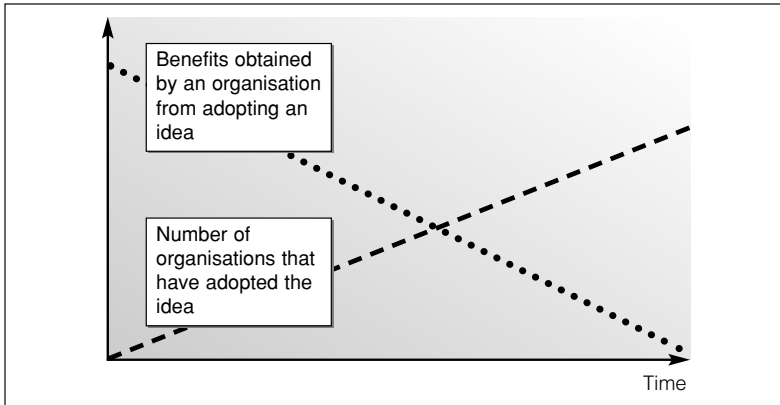 Benefits obtained
by an organisation
from adopting an
idea
Number of
organisations that
have adopted the
idea
Time